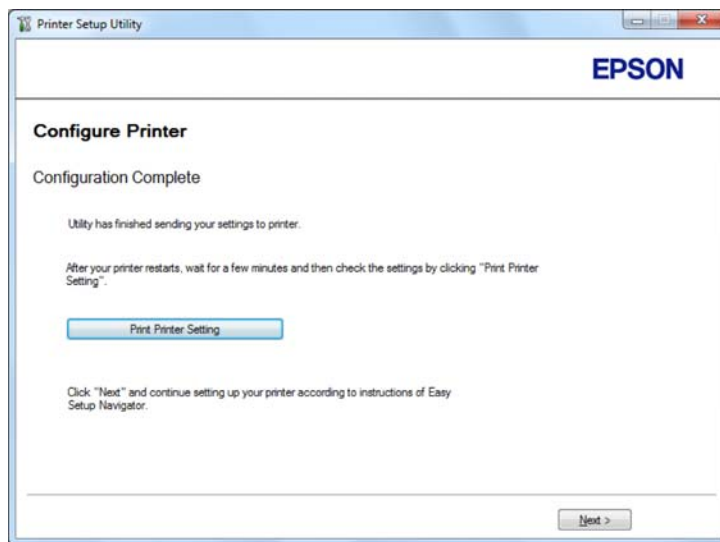 Printer Setup Utility
EPSON
Configure Printer
Configuration Complete
Utility has finished sending your settings to printer.
After your printer restarts, wait for a few minutes and then check the settings by clicking "Print Printer
Setting".
Print Printer Setting
Click "Next" and continue setting up your printer according to instructions of Easy
Setup Navigator.
Next >